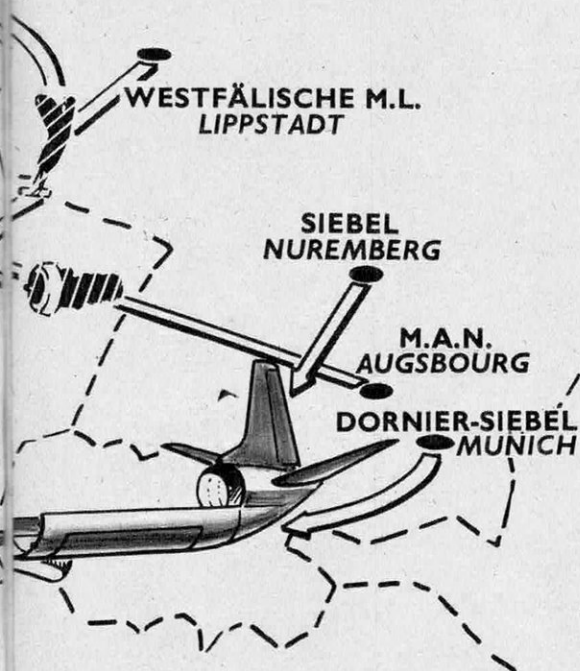 WESTFÄLISCHE M.L.
LIPPSTADT
SIEBEL
NUREMBERG
M.A.N.
AUGSBOURG
DORNIER-SIEBEL
MUNICH